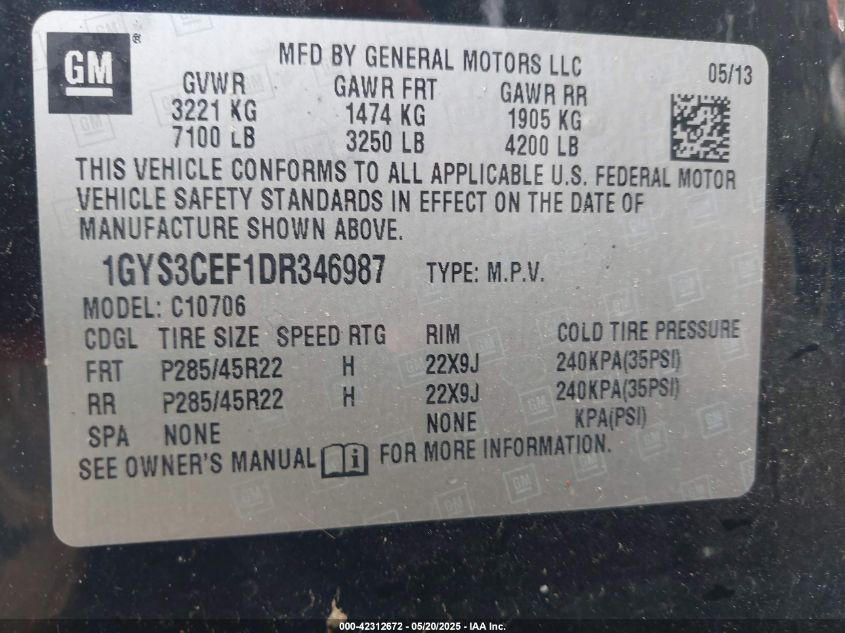 GM ®
MFD BY GENERAL MOTORS LLC
05/13
GVWR GAWR FRT GAWR RR
3221 KG 1474 KG 1905 KG
7100 LB 3250 LB 4200 LB
THIS VEHICLE CONFORMS TO ALL APPLICABLE U.S. FEDERAL MOTOR
VEHICLE SAFETY STANDARDS IN EFFECT ON THE DATE OF
MANUFACTURE SHOWN ABOVE.
1GYS3CEF1DR346987 TYPE: M.P.V.
MODEL: C10706
CDGL TIRE SIZE SPEED RTG RIM COLD TIRE PRESSURE
FRT P285/45R22 H 22X9J 240KPA(35PSI)
RR P285/45R22 H 22X9J 240KPA(35PSI)
SPA NONE NONE KPA(PSI)
SEE OWNER'S MANUAL i FOR MORE INFORMATION.
000-42312672 - 05/20/2025 - IAA Inc.